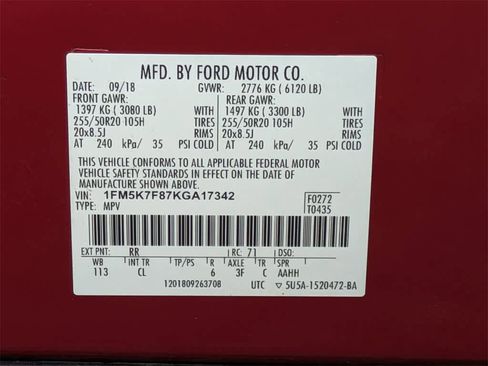 MFD. BY FORD MOTOR CO.
DATE: 09/18 GVWR: 2776 KG ( 6120 LB)
FRONT GAWR: REAR GAWR:
1397 KG ( 3080 LB) WITH 1497 KG ( 3300 LB) WITH
255/50R20 105H TIRES 255/50R20 105H TIRES
20x8.5J RIMS 20x8.5J RIMS
AT 240 kPa/ 35 PSI COLD AT 240 kPa/ 35 PSI COLD
THIS VEHICLE CONFORMS TO ALL APPLICABLE FEDERAL MOTOR
VEHICLE SAFETY STANDARDS IN EFFECT ON THE DATE OF
MANUFACTURE SHOWN ABOVE.
VIN: 1FM5K7F87KGA17342 F0272
TYPE: MPV T0435
EXT PNT: RR RC: 71 DSO:
WB INT TR TP/PS R AXLE TR SPR
113 CL 6 3F C AAHH
1201809263708 UTC ▽ 5U5A-1520472-BA